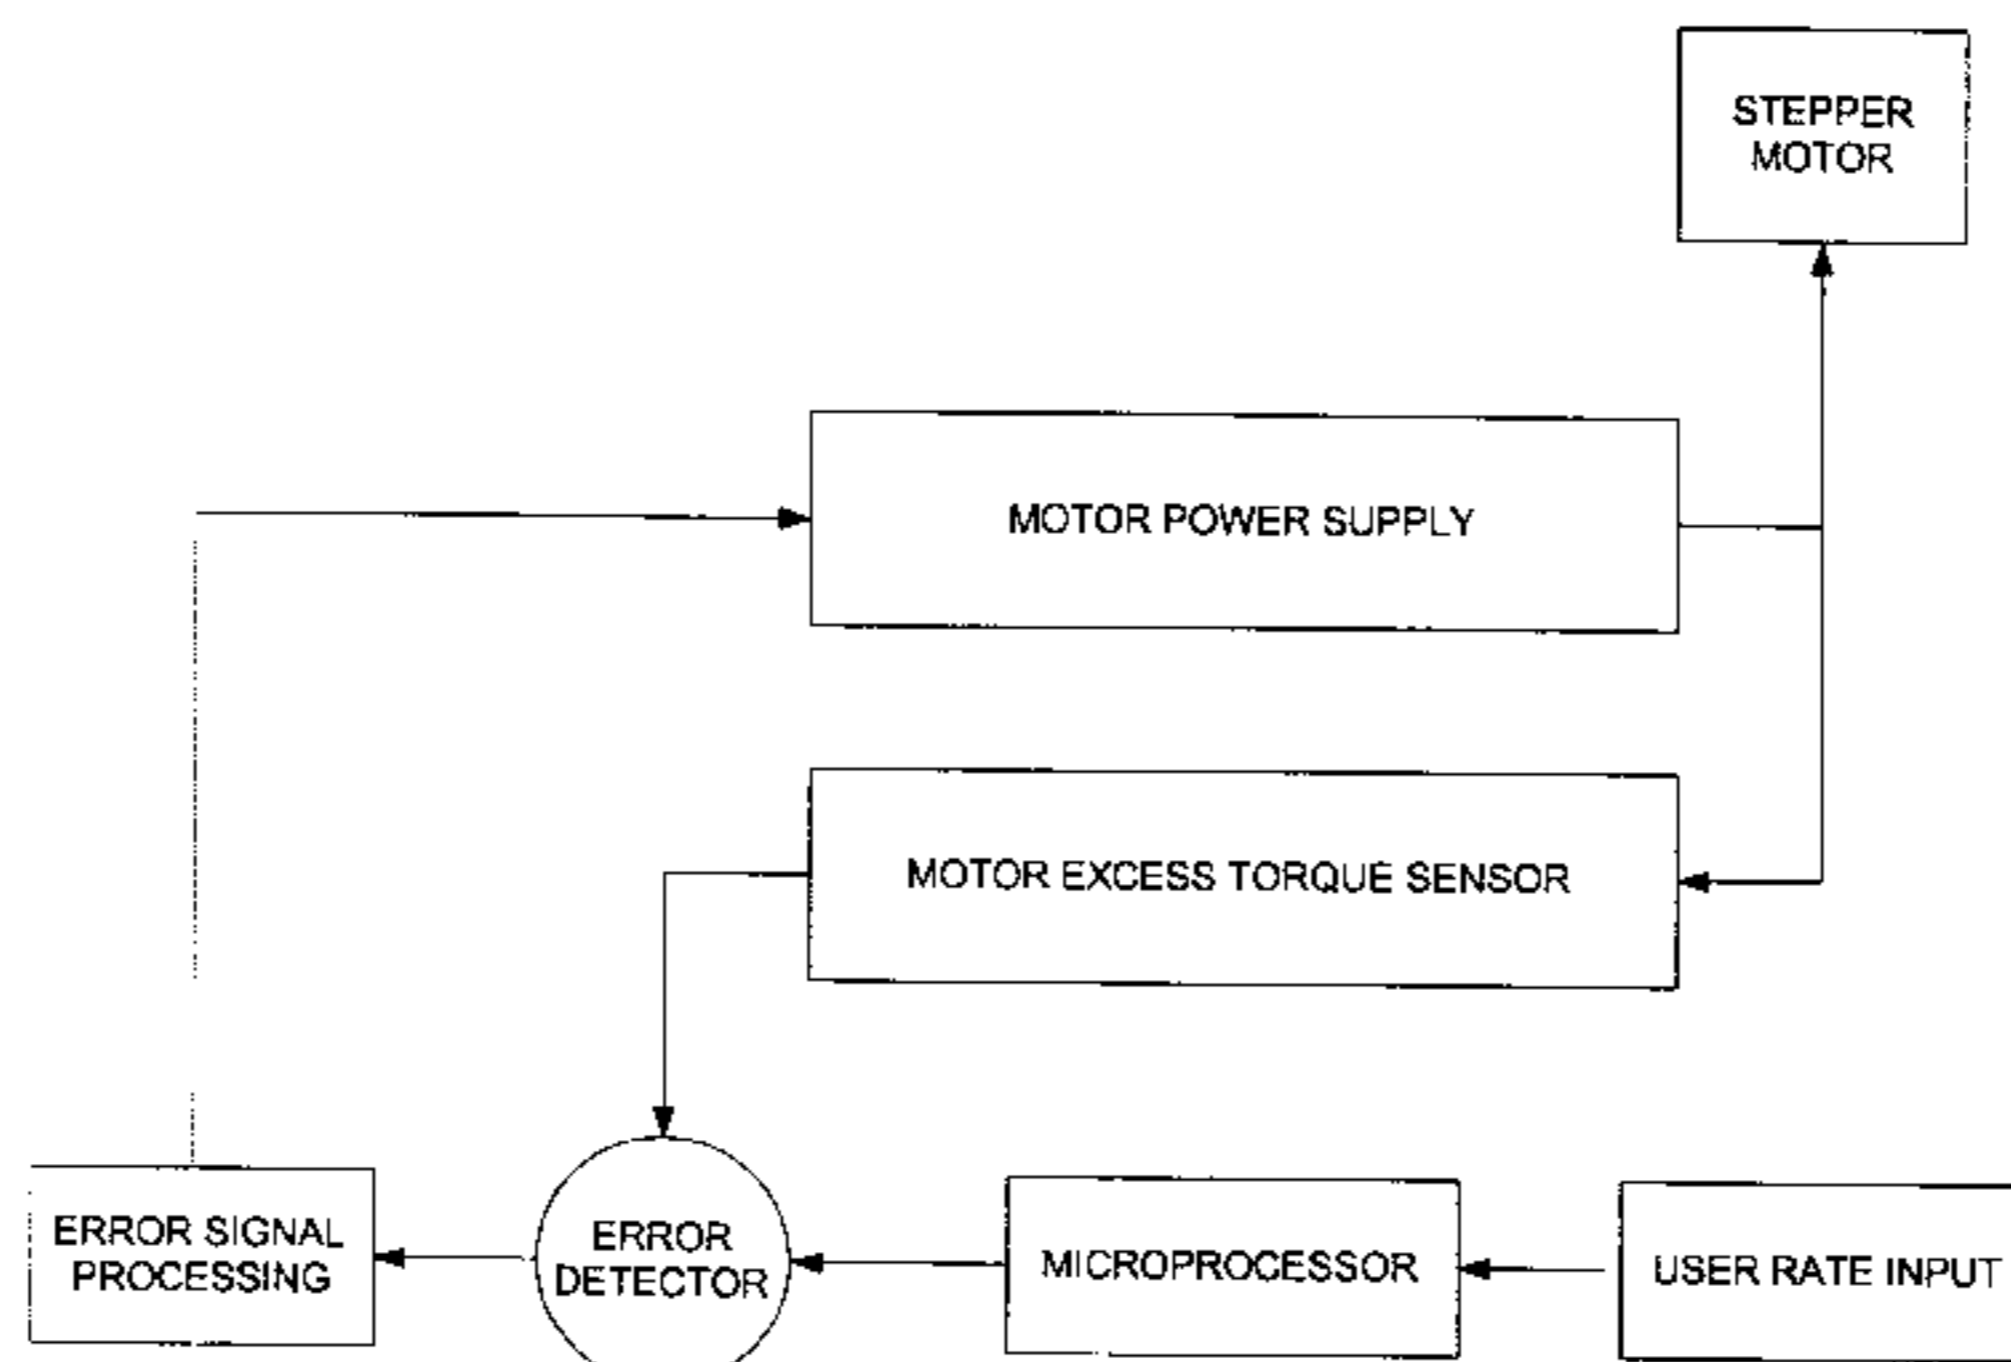 STEPPER
MOTOR
MOTOR POWER SUPPLY
MOTOR EXCESS TORQUE SENSOR
ERROR SIGNAL
PROCESSING
ERROR
DETECTOR
MICROPROCESSOR
USER RATE INPUT